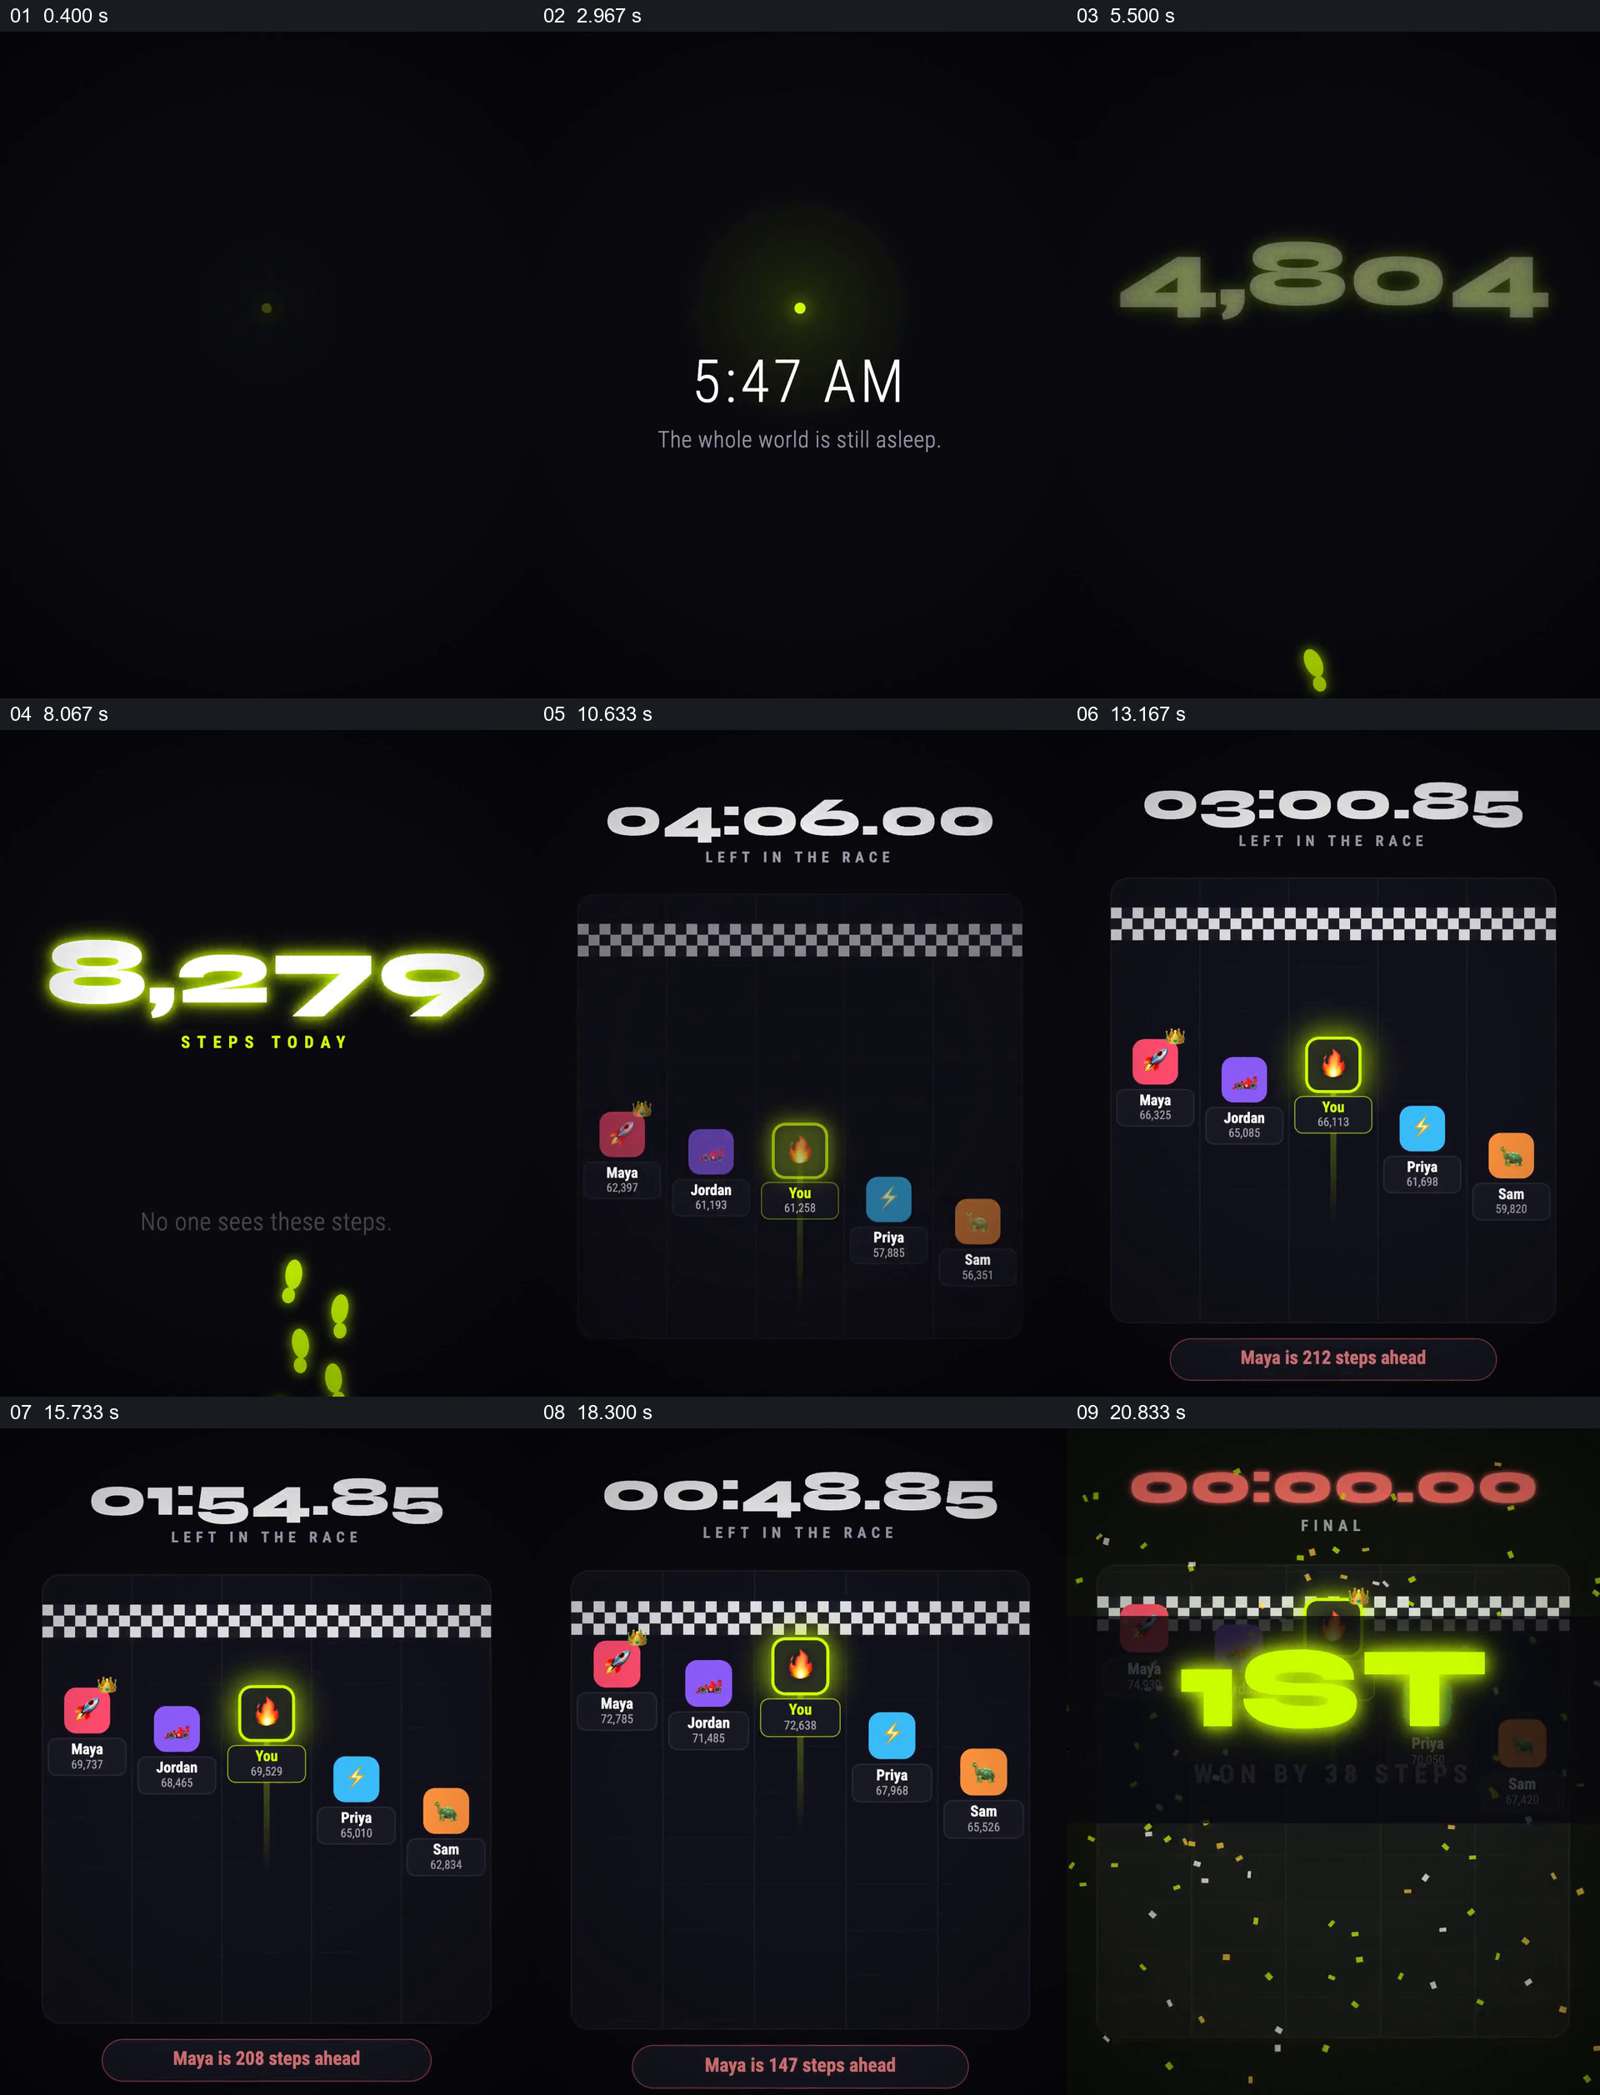 01 0.400 s
02 2.967 s
03 5.500 s
5:47 AM
The whole world is still asleep.
4,804
04 8.067 s
05 10.633 s
06 13.167 s
8,279
STEPS TODAY
No one sees these steps.
04:06.00
LEFT IN THE RACE
Maya
62,397
Jordan
61,193
You
61,258
Priya
57,885
Sam
56,351
03:00.85
LEFT IN THE RACE
Maya
66,325
Jordan
65,085
You
66,113
Priya
61,698
Sam
59,820
Maya is 212 steps ahead
07 15.733 s
08 18.300 s
09 20.833 s
01:54.85
LEFT IN THE RACE
Maya
69,737
Jordan
68,465
You
69,529
Priya
65,010
Sam
62,834
Maya is 208 steps ahead
00:48.85
LEFT IN THE RACE
Maya
72,785
Jordan
71,485
You
72,638
Priya
67,968
Sam
65,526
Maya is 147 steps ahead
00:00.00
FINAL
Maya
74,930
1ST
Priya
70,050
WON BY 38 STEPS
Sam
67,420